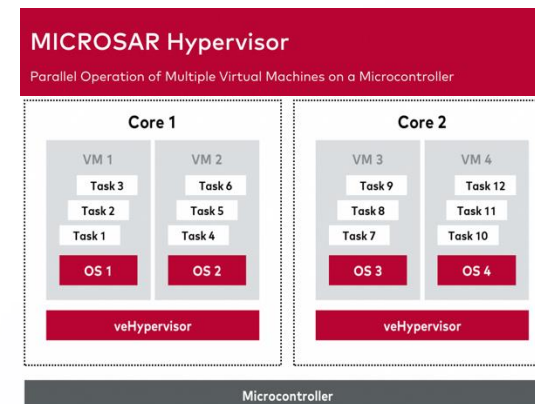 MICROSAR Hypervisor
Parallel Operation of Multiple Virtual Machines on a Microcontroller
Core 1
VM 1
Task 3
Task 2
Task 1
OS 1
VM 2
Task 6
Task 5
Task 4
OS 2
veHypervisor
Core 2
VM 3
Task 9
Task 8
Task 7
OS 3
VM 4
Task 12
Task 11
Task 10
OS 4
veHypervisor
Microcontroller